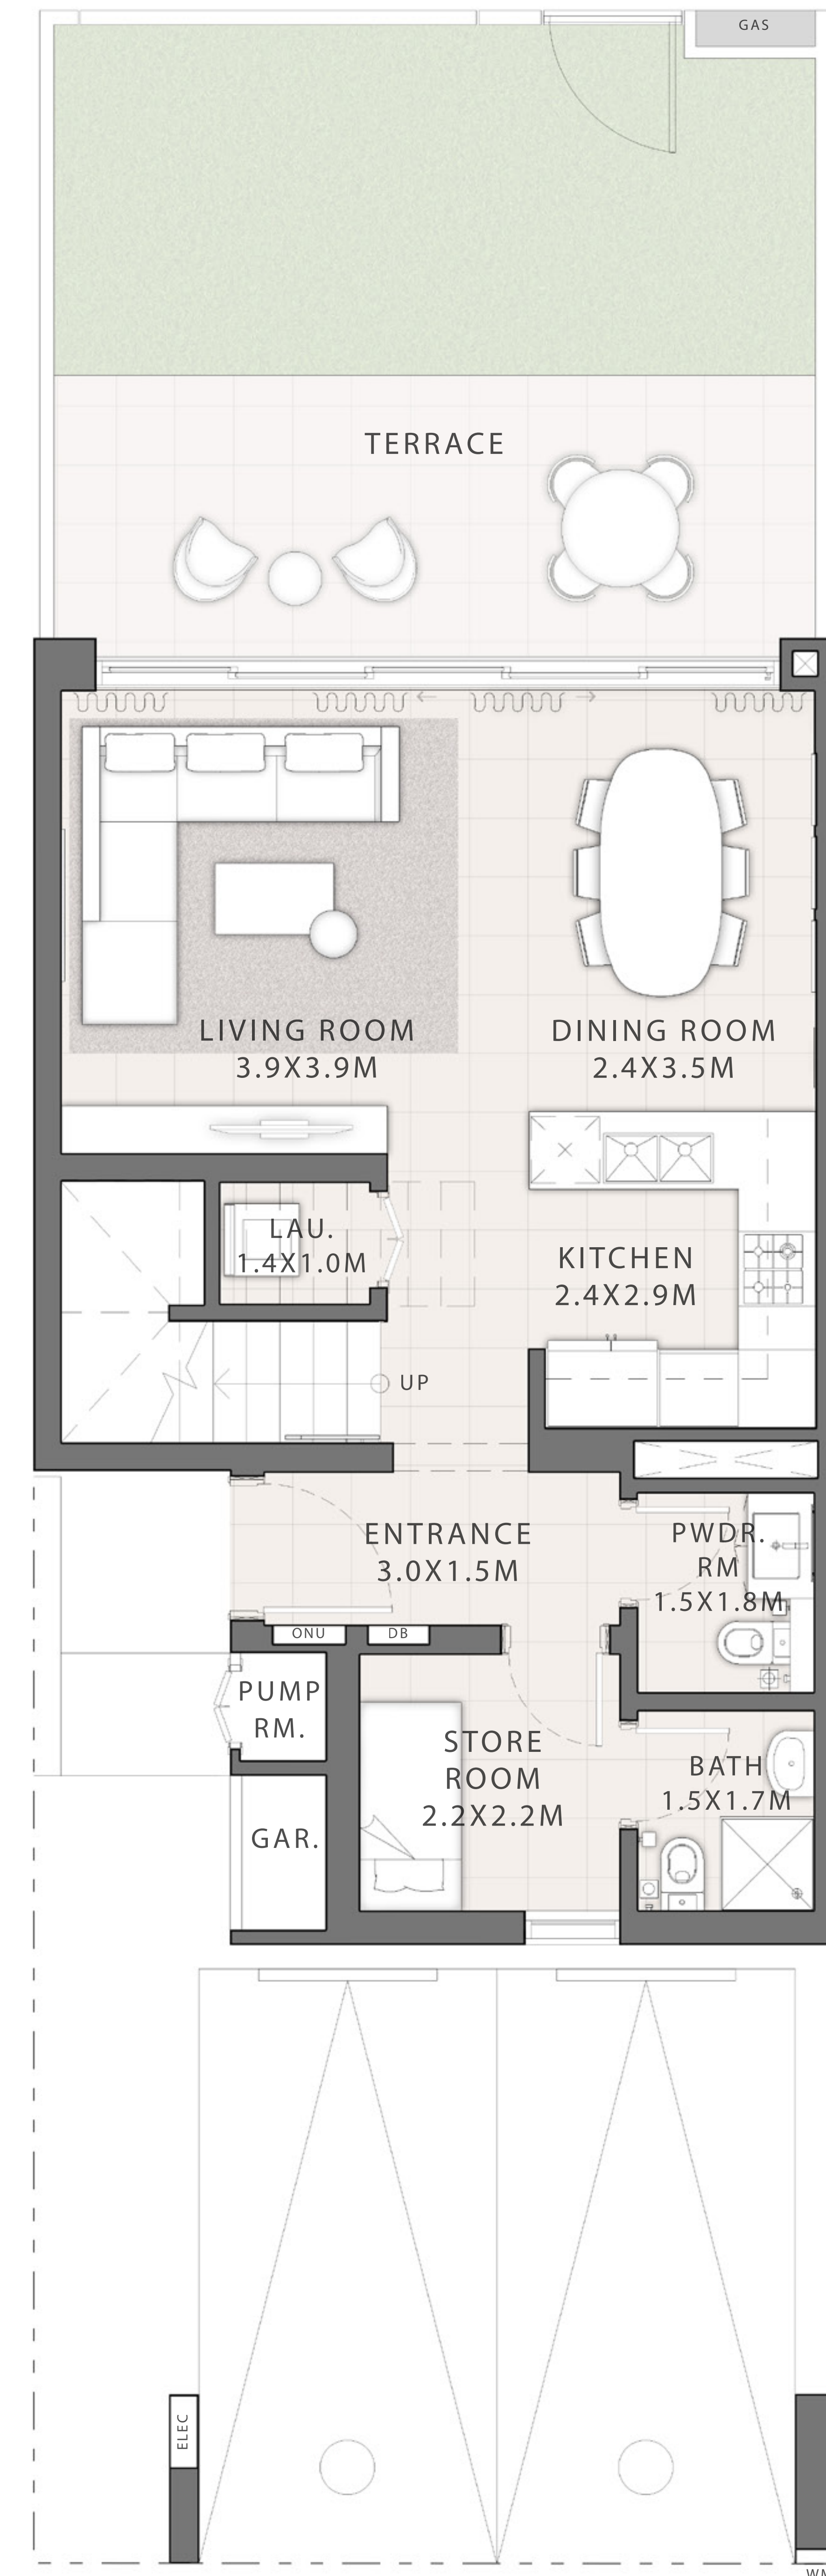 GAS
TERRACE
LIVING ROOM
3.9X3.9M
DINING ROOM
2.4X3.5M
LAU.
1.4X1.0M
KITCHEN
2.4X2.9M
UP
ENTRANCE
3.0X1.5M
PWDR.
RM
1.5X1.8M
ONU
DB
PUMP
RM.
STORE
ROOM
2.2X2.2M
BATH
1.5X1.7M
GAR.
ELEC